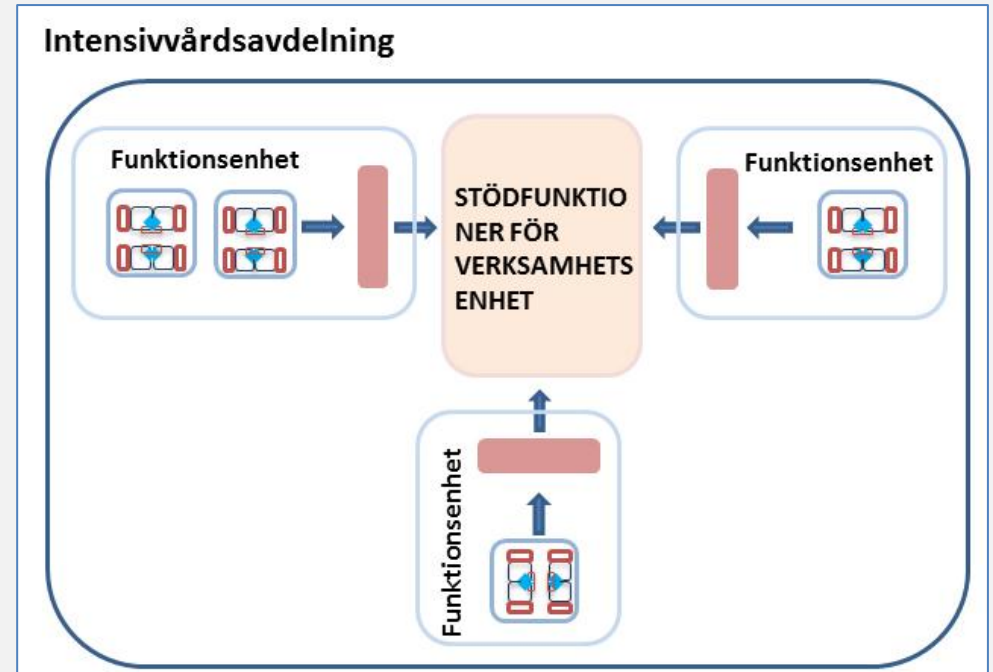 Intensivvårdsavdelning
Funktionsenhet
STÖDFUNKTIO
NER FÖR
VERKSAMHETS
ENHET
Funktionsenhet
Funktionsenhet